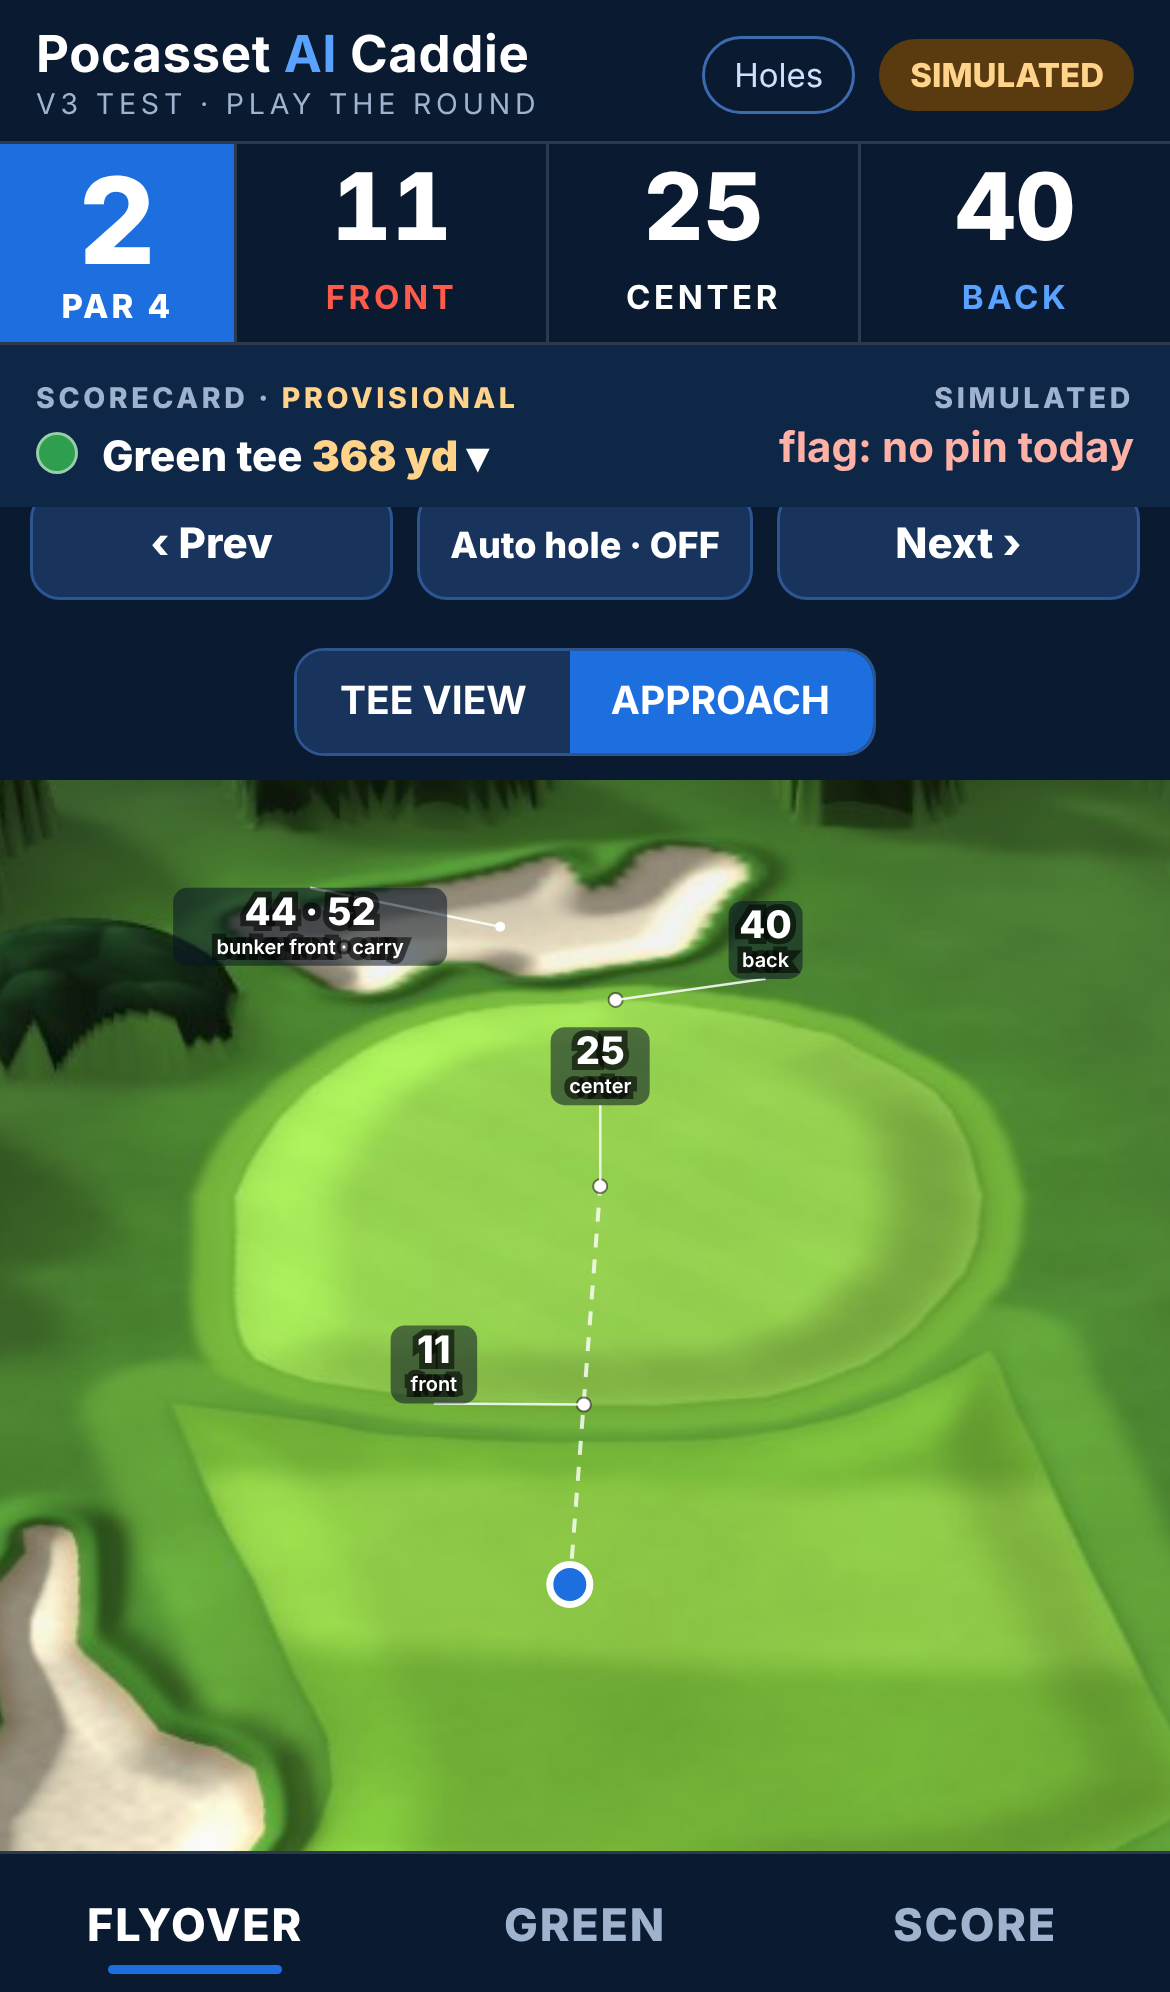 Pocasset AI Caddie
V3 TEST · PLAY THE ROUND
Holes
SIMULATED
2
PAR 4
11
FRONT
25
CENTER
40
BACK
SCORECARD · PROVISIONAL
Green tee 368 yd ▾
SIMULATED
flag: no pin today
‹ Prev
Auto hole · OFF
Next ›
TEE VIEW
APPROACH
44 · 52
bunker front · carry
40
back
25
center
11
front
FLYOVER
GREEN
SCORE